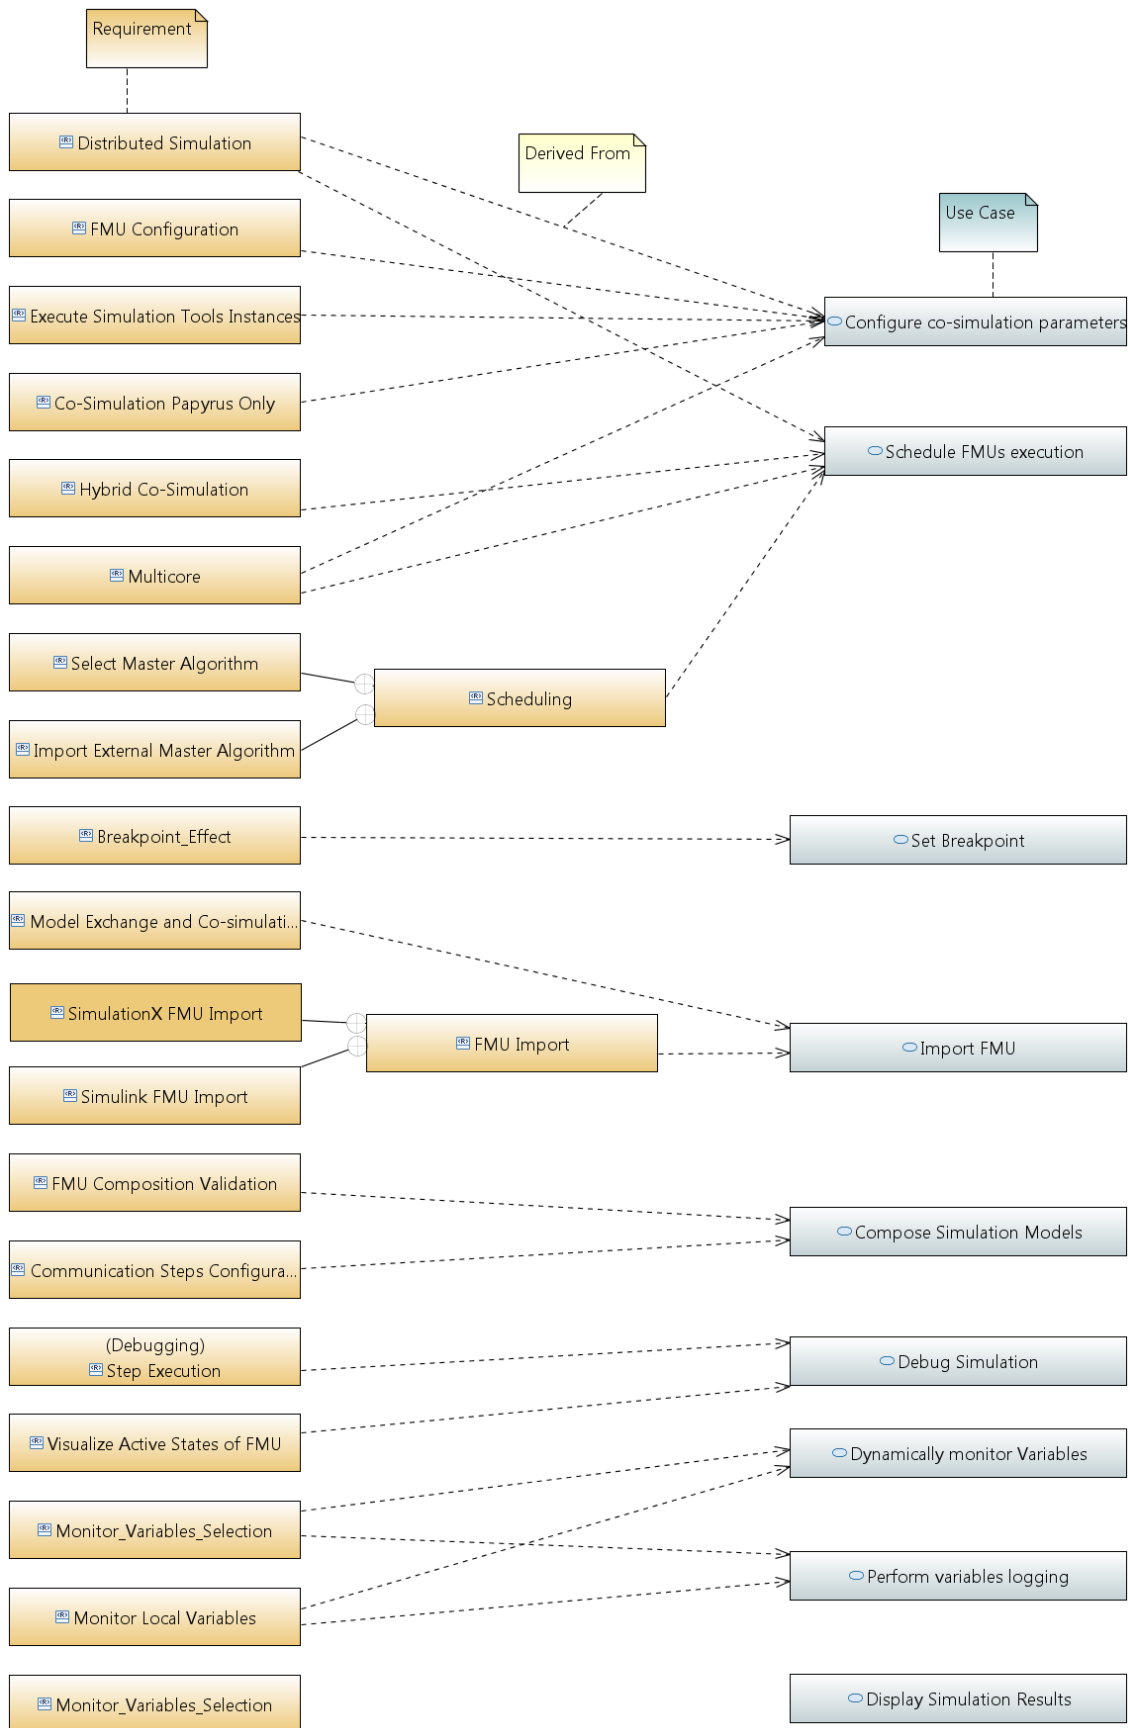 Requirement
Distributed Simulation
Derived From
FMU Configuration
Use Case
Execute Simulation Tools Instances
Configure co-simulation parameters
Co-Simulation Papyrus Only
Schedule FMUs execution
Hybrid Co-Simulation
Multicore
Select Master Algorithm
Scheduling
Import External Master Algorithm
Breakpoint_Effect
Set Breakpoint
Model Exchange and Co-simulati...
SimulationX FMU Import
FMU Import
Import FMU
Simulink FMU Import
FMU Composition Validation
Compose Simulation Models
Communication Steps Configura...
(Debugging)
Step Execution
Debug Simulation
Visualize Active States of FMU
Dynamically monitor Variables
Monitor_Variables_Selection
Perform variables logging
Monitor Local Variables
Monitor_Variables_Selection
Display Simulation Results